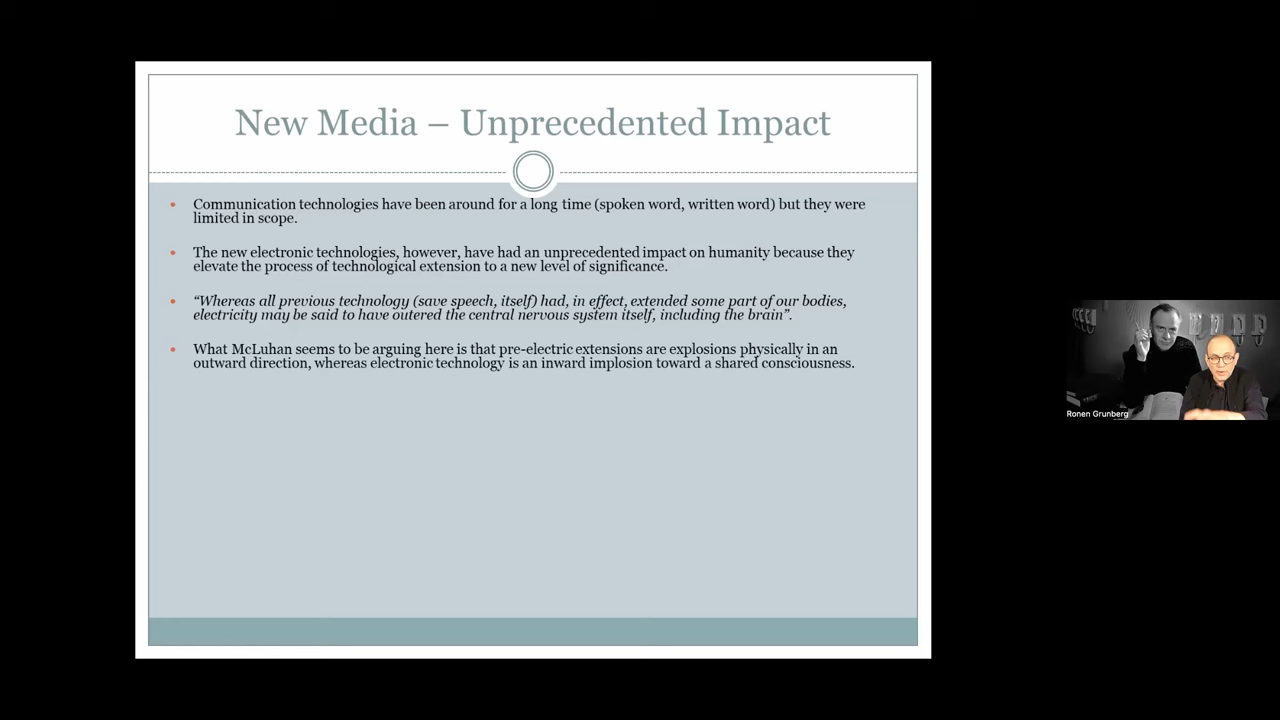 New Media – Unprecedented Impact
• Communication technologies have been around for a long time (spoken word, written word) but they were
limited in scope.
• The new electronic technologies, however, have had an unprecedented impact on humanity because they
elevate the process of technological extension to a new level of significance.
• “Whereas all previous technology (save speech, itself) had, in effect, extended some part of our bodies,
electricity may be said to have outered the central nervous system itself, including the brain”.
• What McLuhan seems to be arguing here is that pre-electric extensions are explosions physically in an
outward direction, whereas electronic technology is an inward implosion toward a shared consciousness.
Ronen Grunberg